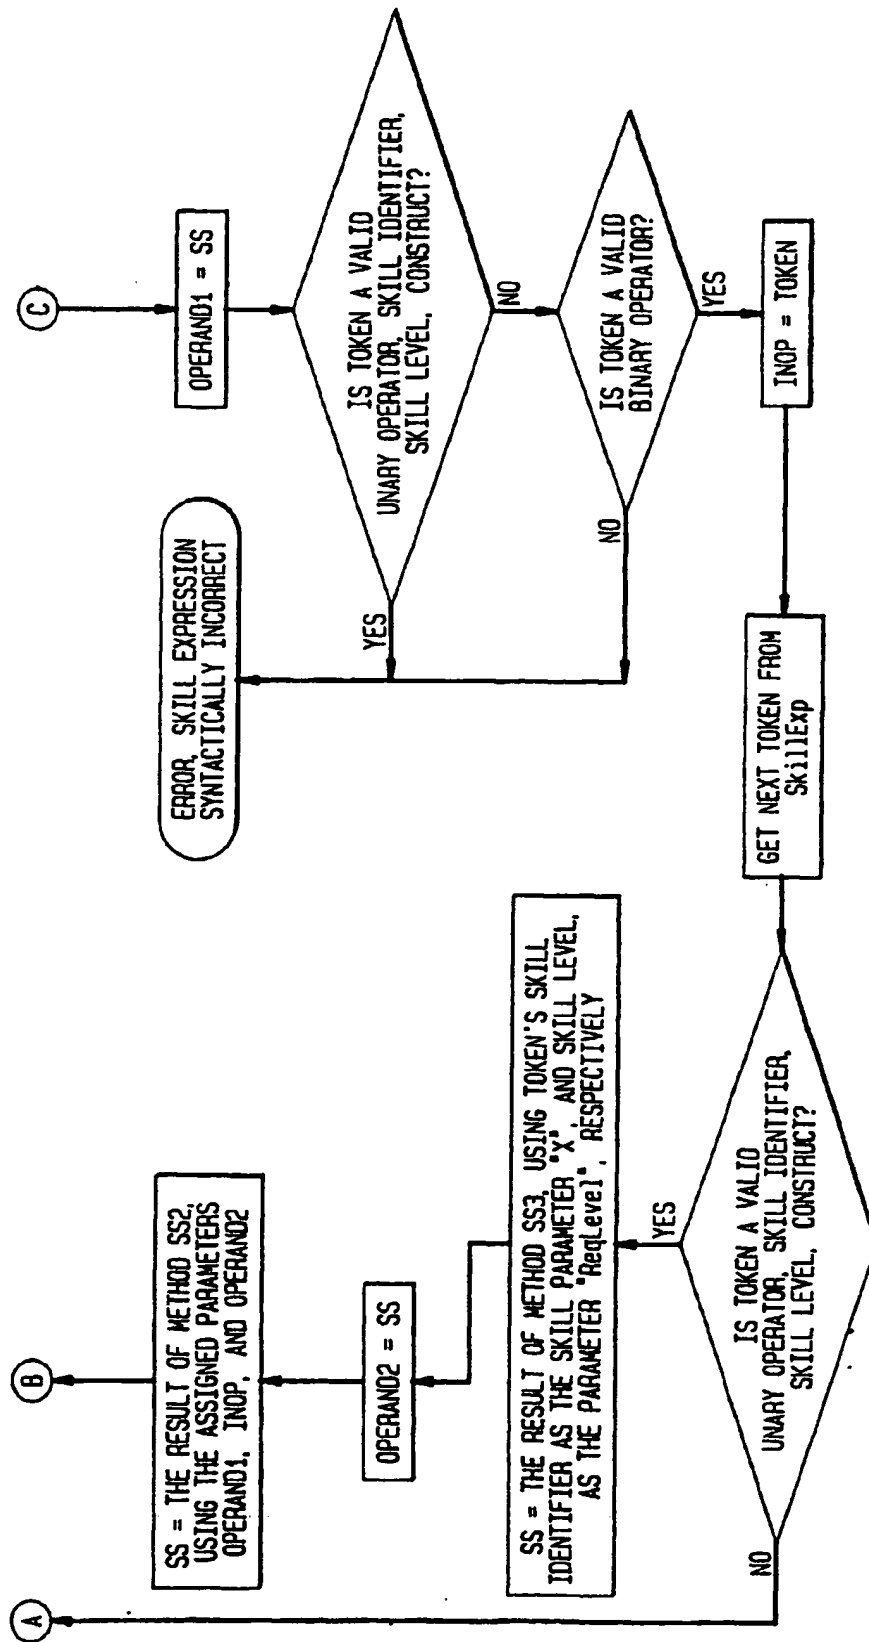 C
OPERAND1 = SS
IS TOKEN A VALID
UNARY OPERATOR, SKILL IDENTIFIER,
SKILL LEVEL, CONSTRUCT?
YES
NO
ERROR, SKILL EXPRESSION
SYNTACTICALLY INCORRECT
IS TOKEN A VALID
BINARY OPERATOR?
NO
YES
INOP = TOKEN
GET NEXT TOKEN FROM
SkillExp
IS TOKEN A VALID
UNARY OPERATOR, SKILL IDENTIFIER,
SKILL LEVEL, CONSTRUCT?
YES
NO
SS = THE RESULT OF METHOD SS3, USING TOKEN'S SKILL
IDENTIFIER AS THE SKILL PARAMETER "X", AND SKILL LEVEL,
AS THE PARAMETER "ReqLevel", RESPECTIVELY
OPERAND2 = SS
SS = THE RESULT OF METHOD SS2,
USING THE ASSIGNED PARAMETERS
OPERAND1, INOP, AND OPERAND2
B
A